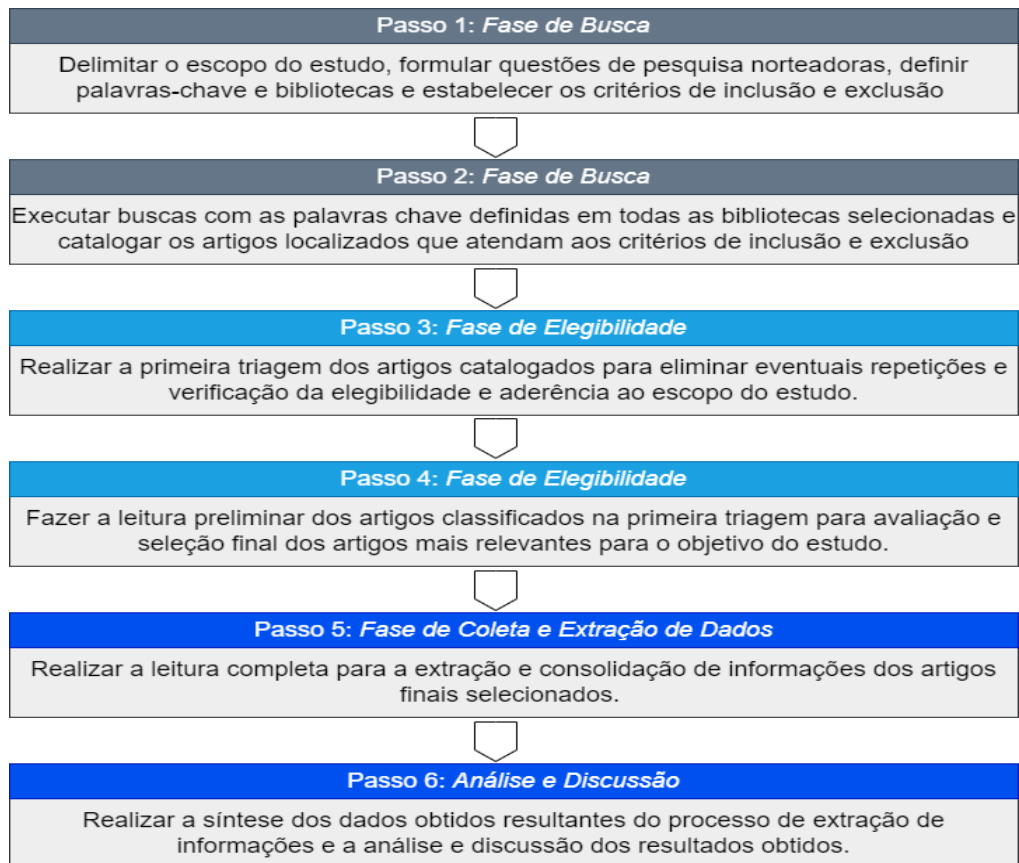 Passo 1: Fase de Busca
Delimitar o escopo do estudo, formular questões de pesquisa norteadoras, definir
palavras-chave e bibliotecas e estabelecer os critérios de inclusão e exclusão
Passo 2: Fase de Busca
Executar buscas com as palavras chave definidas em todas as bibliotecas selecionadas e
catalogar os artigos localizados que atendam aos critérios de inclusão e exclusão
Passo 3: Fase de Elegibilidade
Realizar a primeira triagem dos artigos catalogados para eliminar eventuais repetições e
verificação da elegibilidade e aderência ao escopo do estudo.
Passo 4: Fase de Elegibilidade
Fazer a leitura preliminar dos artigos classificados na primeira triagem para avaliação e
seleção final dos artigos mais relevantes para o objetivo do estudo.
Passo 5: Fase de Coleta e Extração de Dados
Realizar a leitura completa para a extração e consolidação de informações dos artigos
finais selecionados.
Passo 6: Análise e Discussão
Realizar a síntese dos dados obtidos resultantes do processo de extração de
informações e a análise e discussão dos resultados obtidos.